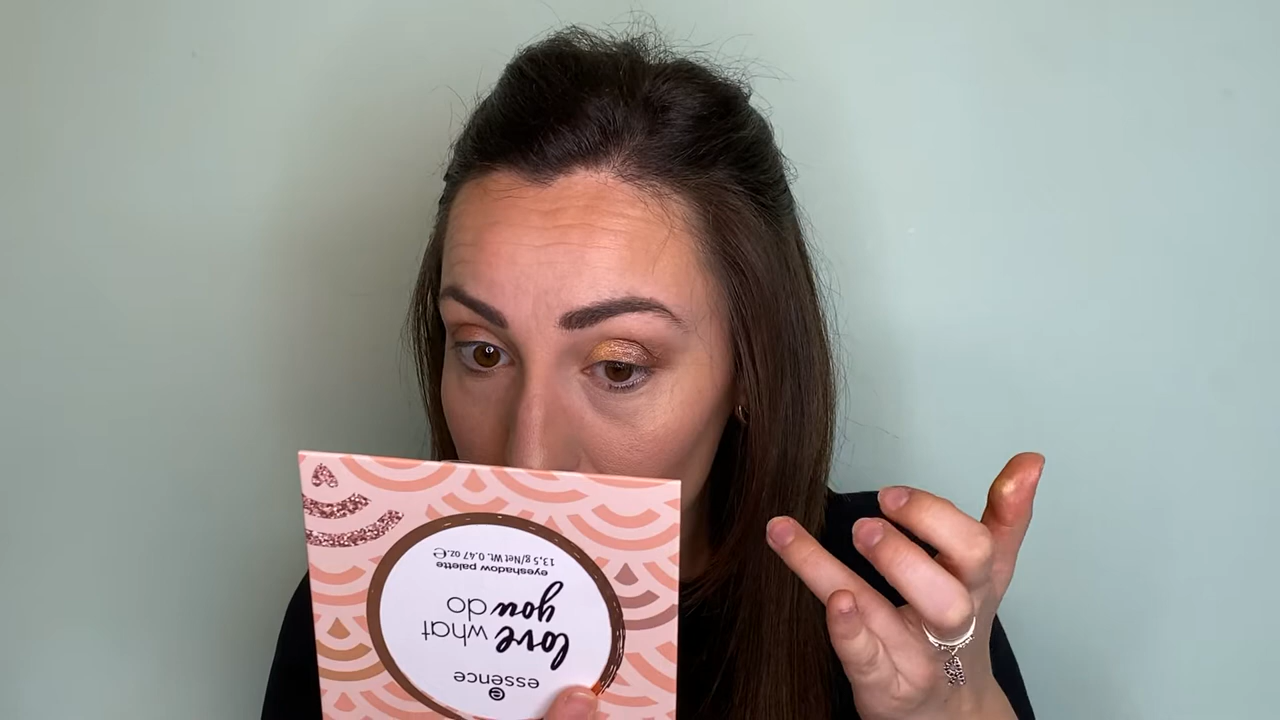 e
essence
love what
you do
eyeshadow palette
13,5 g/Net Wt. 0.47 oz. ℮